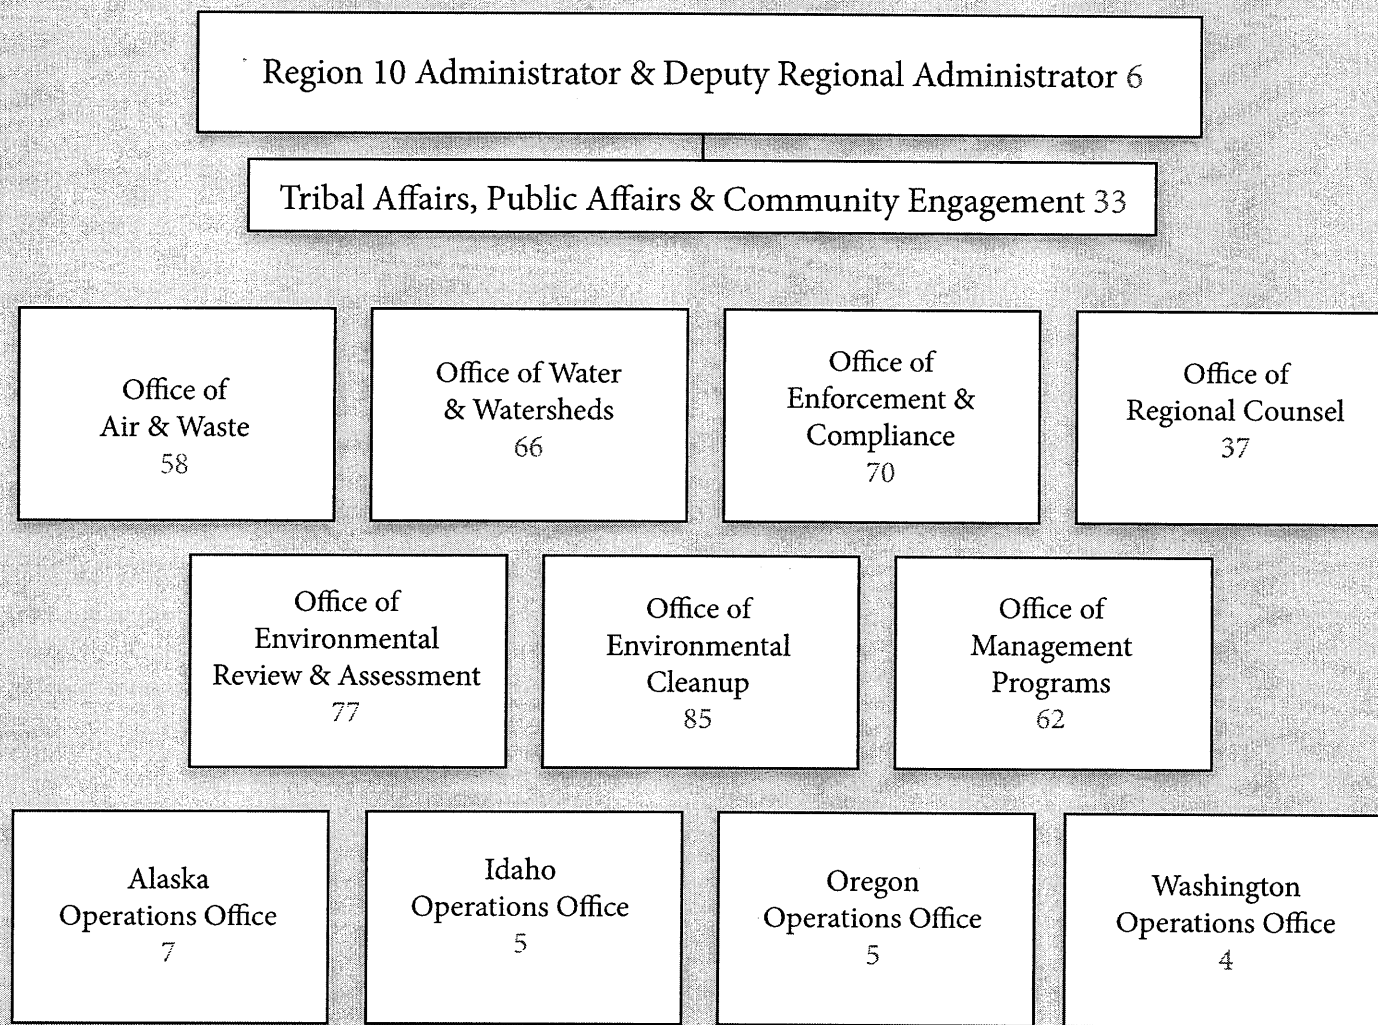 Region 10 Administrator & Deputy Regional Administrator 6
Tribal Affairs, Public Affairs & Community Engagement 33
Office of
Air & Waste
58
Office of Water
& Watersheds
66
Office of
Enforcement &
Compliance
70
Office of
Regional Counsel
37
Office of
Environmental
Review & Assessment
77
Office of
Environmental
Cleanup
85
Office of
Management
Programs
62
Alaska
Operations Office
7
Idaho
Operations Office
5
Oregon
Operations Office
5
Washington
Operations Office
4